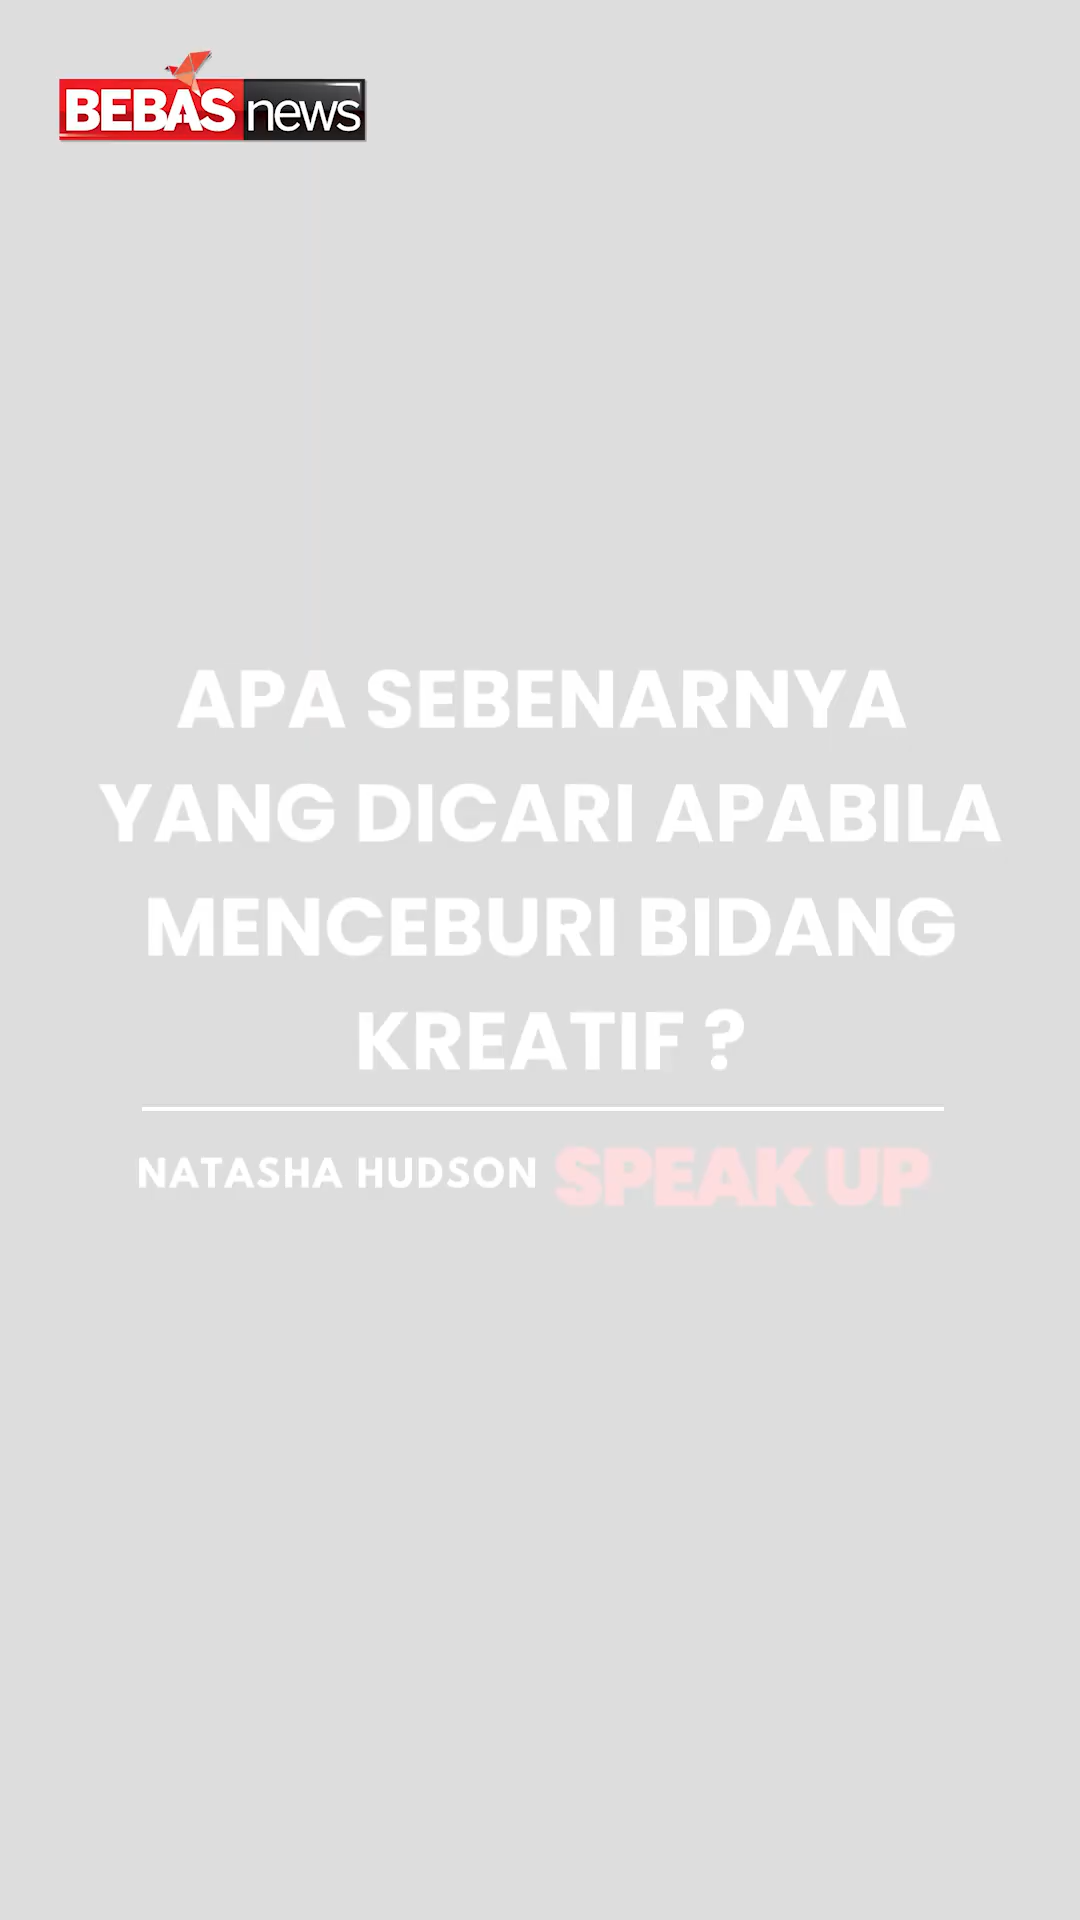 BEBAS news
APA SEBENARNYA
YANG DICARI APABILA
MENCEBURI BIDANG
KREATIF ?
NATASHA HUDSON SPEAK UP